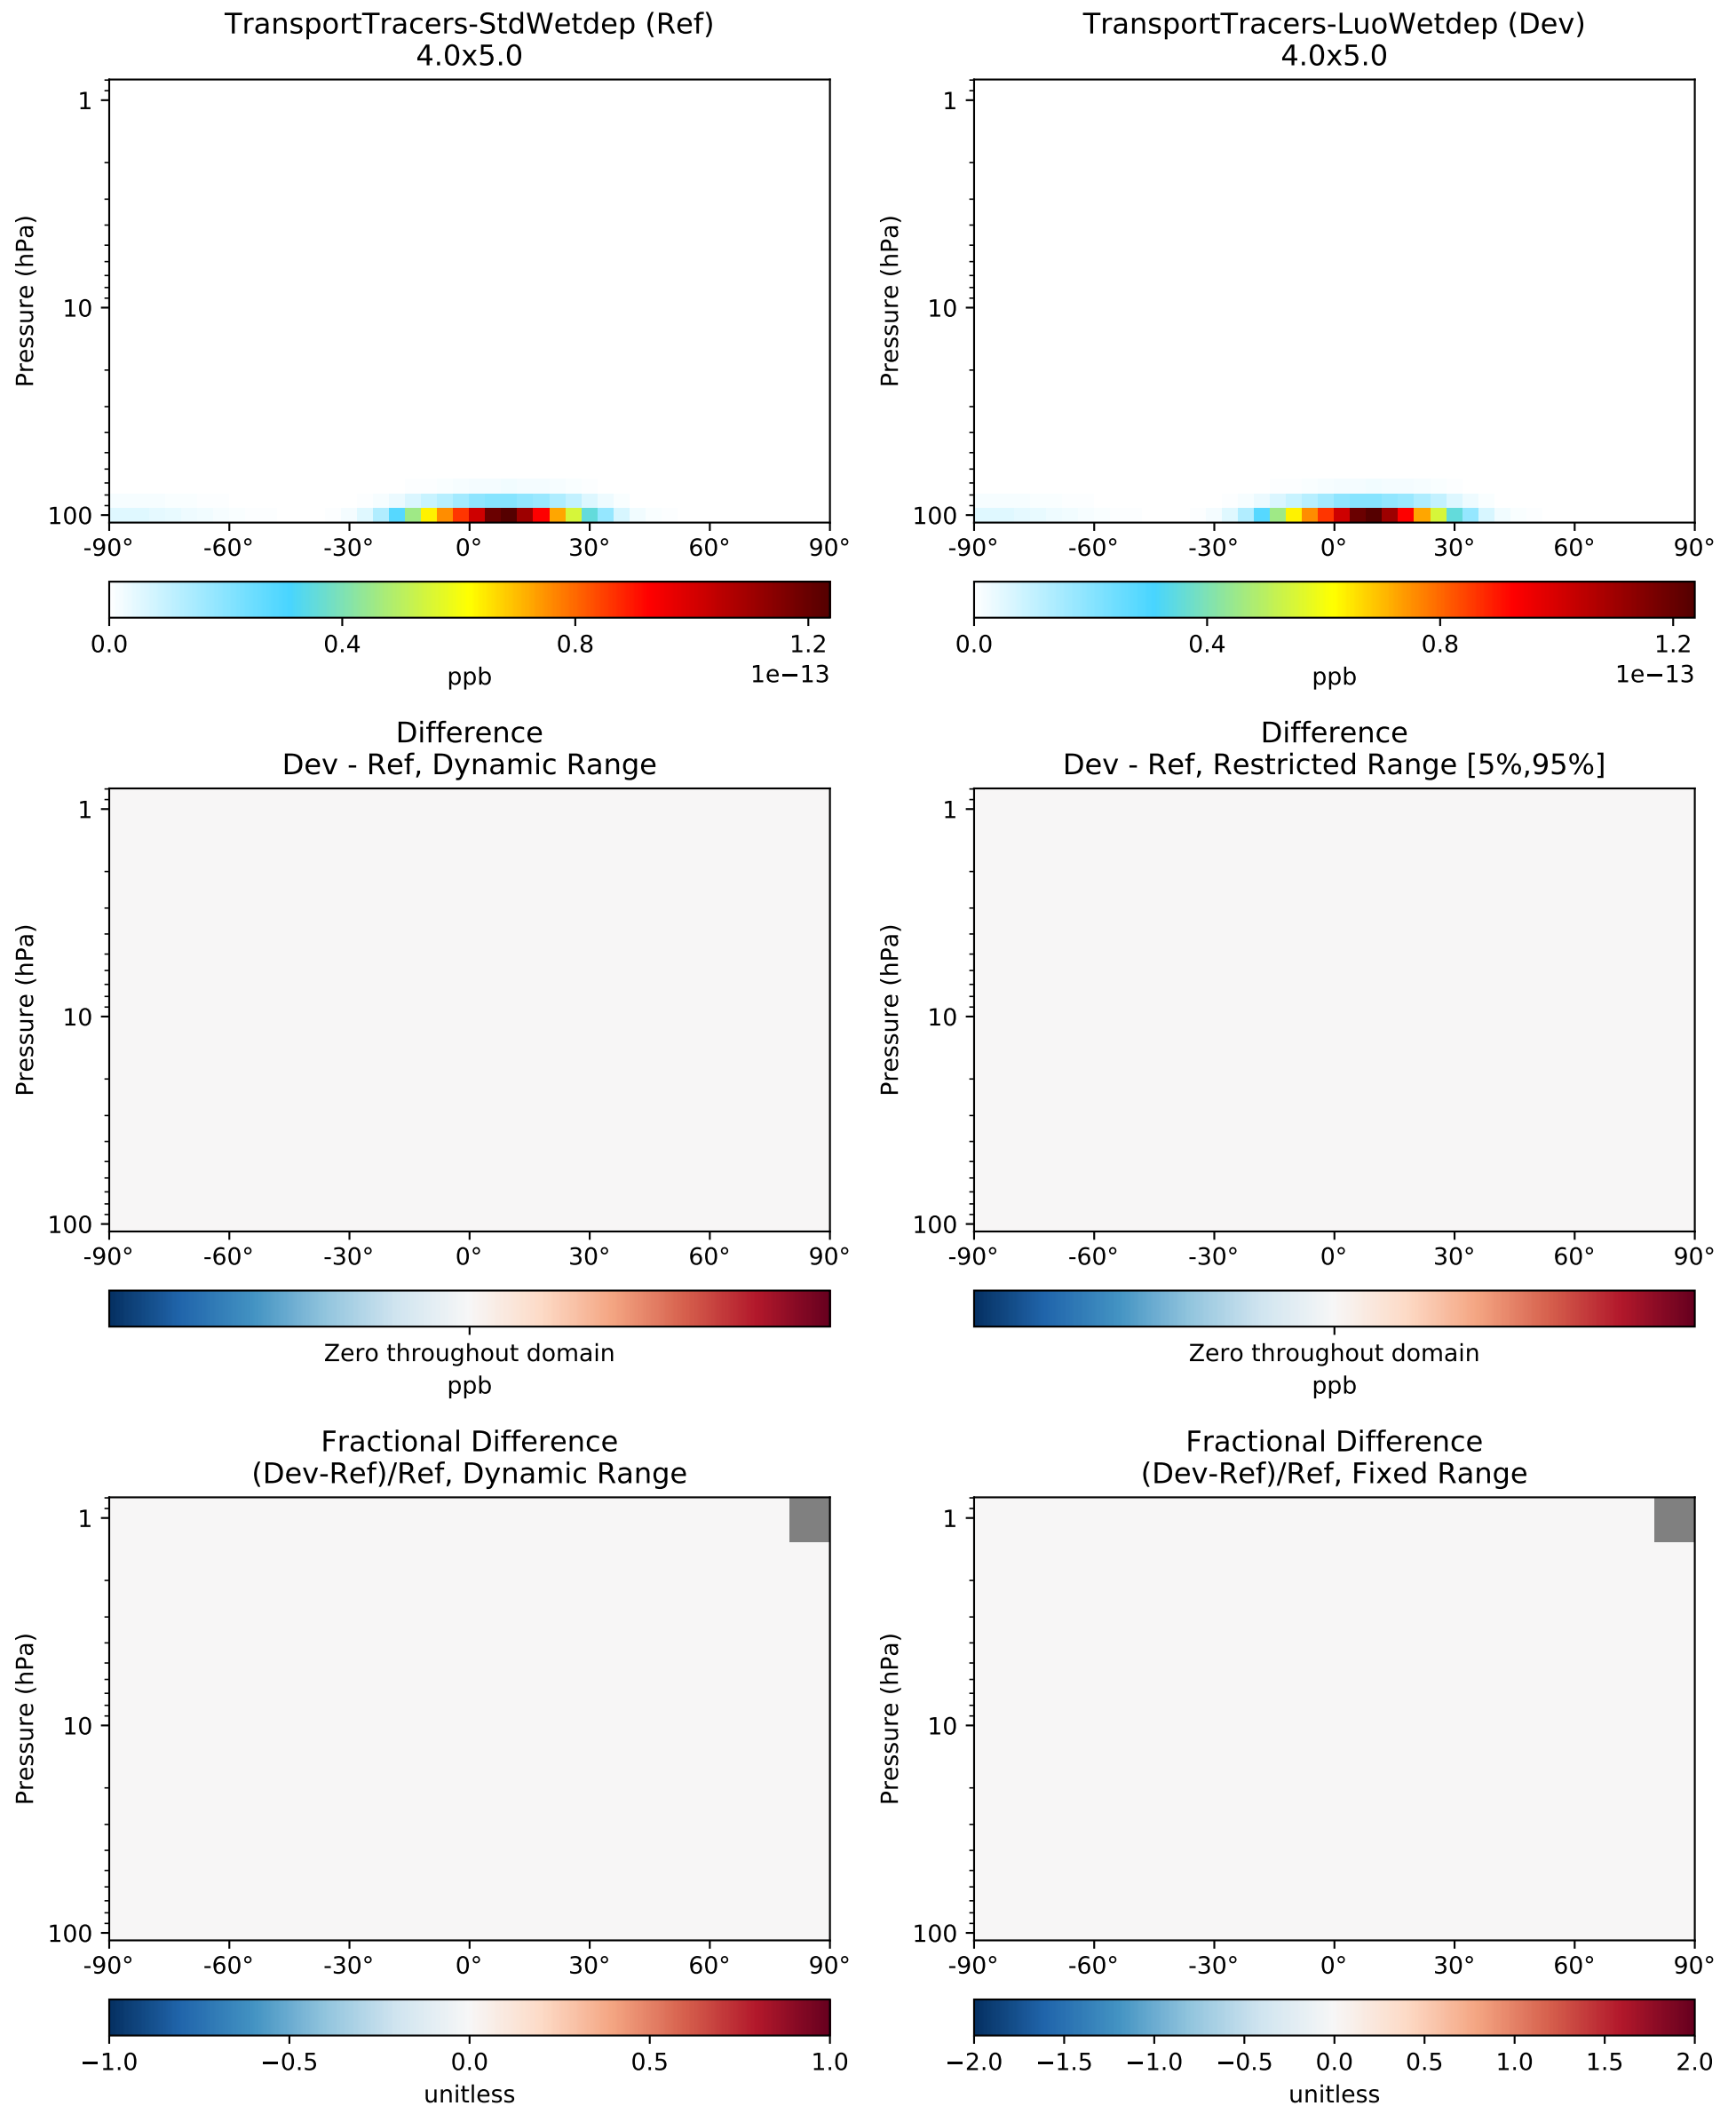 TransportTracers-StdWetdep (Ref)
4.0x5.0
Pressure (hPa)
1
10
100
-90° -60° -30° 0° 30° 60° 90°
0.0 0.4 0.8 1.2
1e−13
ppb
TransportTracers-LuoWetdep (Dev)
4.0x5.0
Pressure (hPa)
1
10
100
-90° -60° -30° 0° 30° 60° 90°
0.0 0.4 0.8 1.2
1e−13
ppb
Difference
Dev - Ref, Dynamic Range
Pressure (hPa)
1
10
100
-90° -60° -30° 0° 30° 60° 90°
Zero throughout domain
ppb
Difference
Dev - Ref, Restricted Range [5%,95%]
Pressure (hPa)
1
10
100
-90° -60° -30° 0° 30° 60° 90°
Zero throughout domain
ppb
Fractional Difference
(Dev-Ref)/Ref, Dynamic Range
Pressure (hPa)
1
10
100
-90° -60° -30° 0° 30° 60° 90°
−1.0 −0.5 0.0 0.5 1.0
unitless
Fractional Difference
(Dev-Ref)/Ref, Fixed Range
Pressure (hPa)
1
10
100
-90° -60° -30° 0° 30° 60° 90°
−2.0 −1.5 −1.0 −0.5 0.0 0.5 1.0 1.5 2.0
unitless